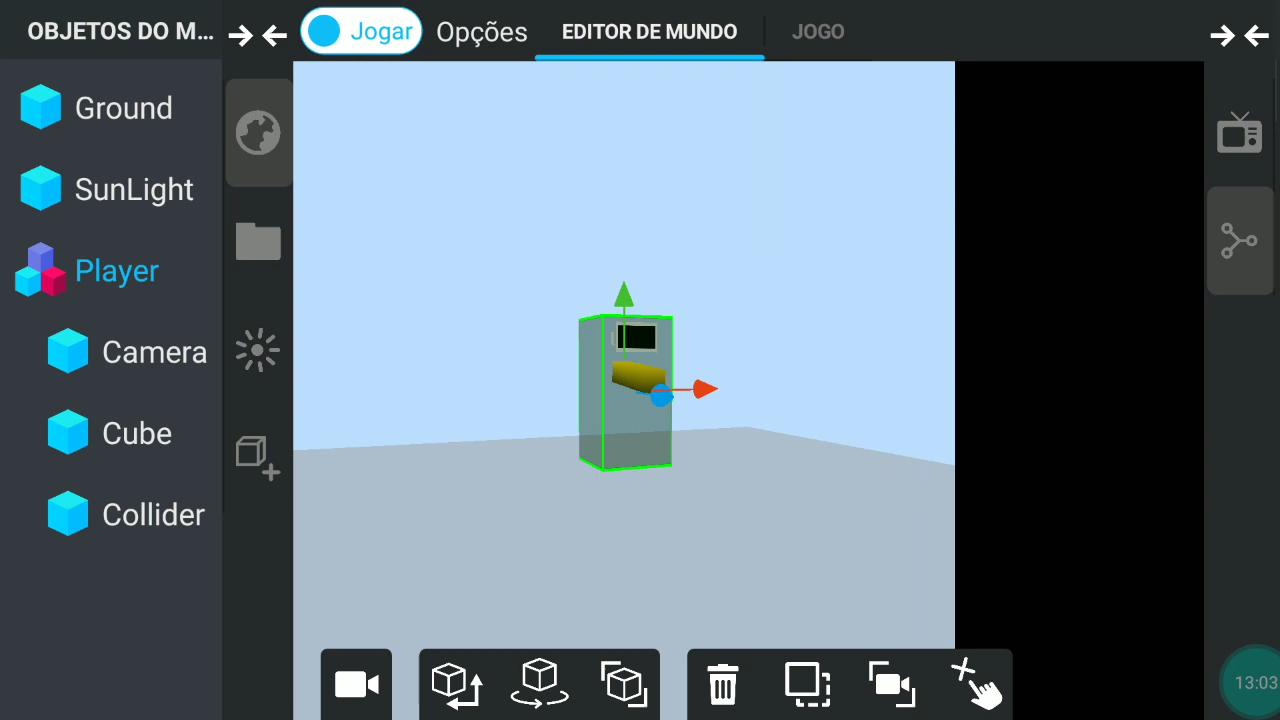 OBJETOS DO M...
Jogar
Opções
EDITOR DE MUNDO
JOGO
Ground
SunLight
Player
Camera
Cube
Collider
13:03